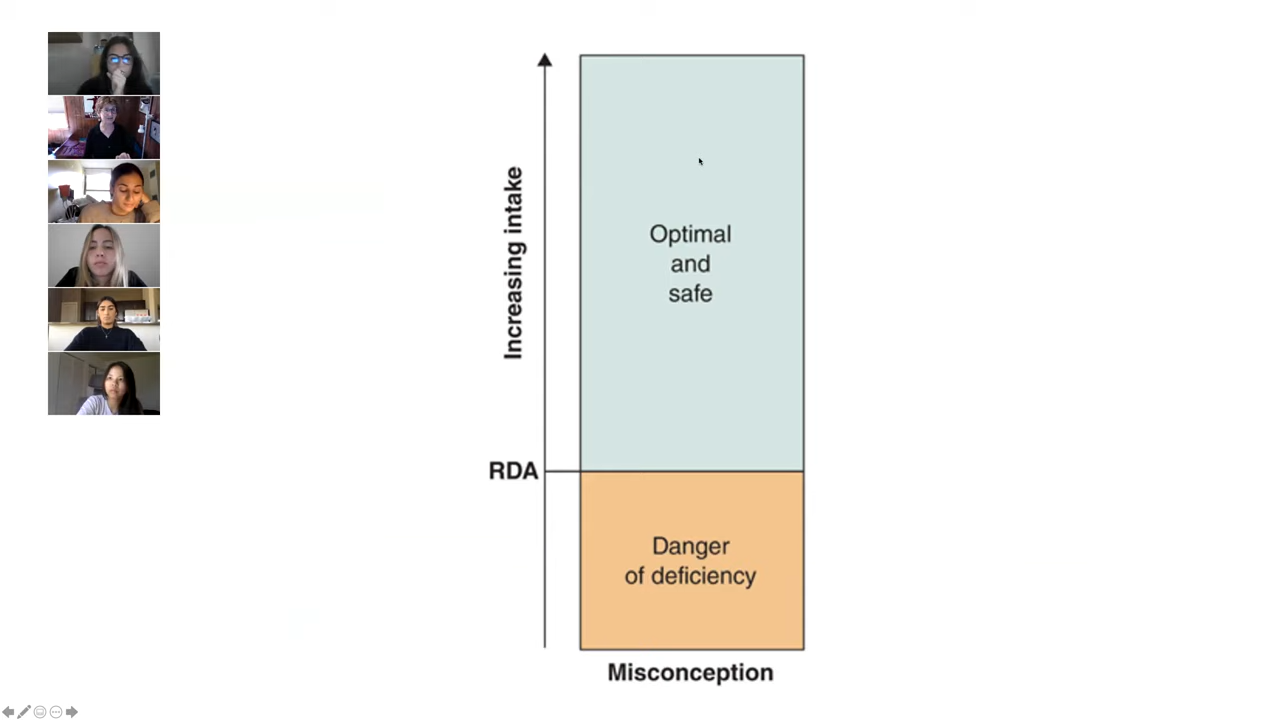 Increasing intake
Optimal
and
safe
RDA
Danger
of deficiency
Misconception